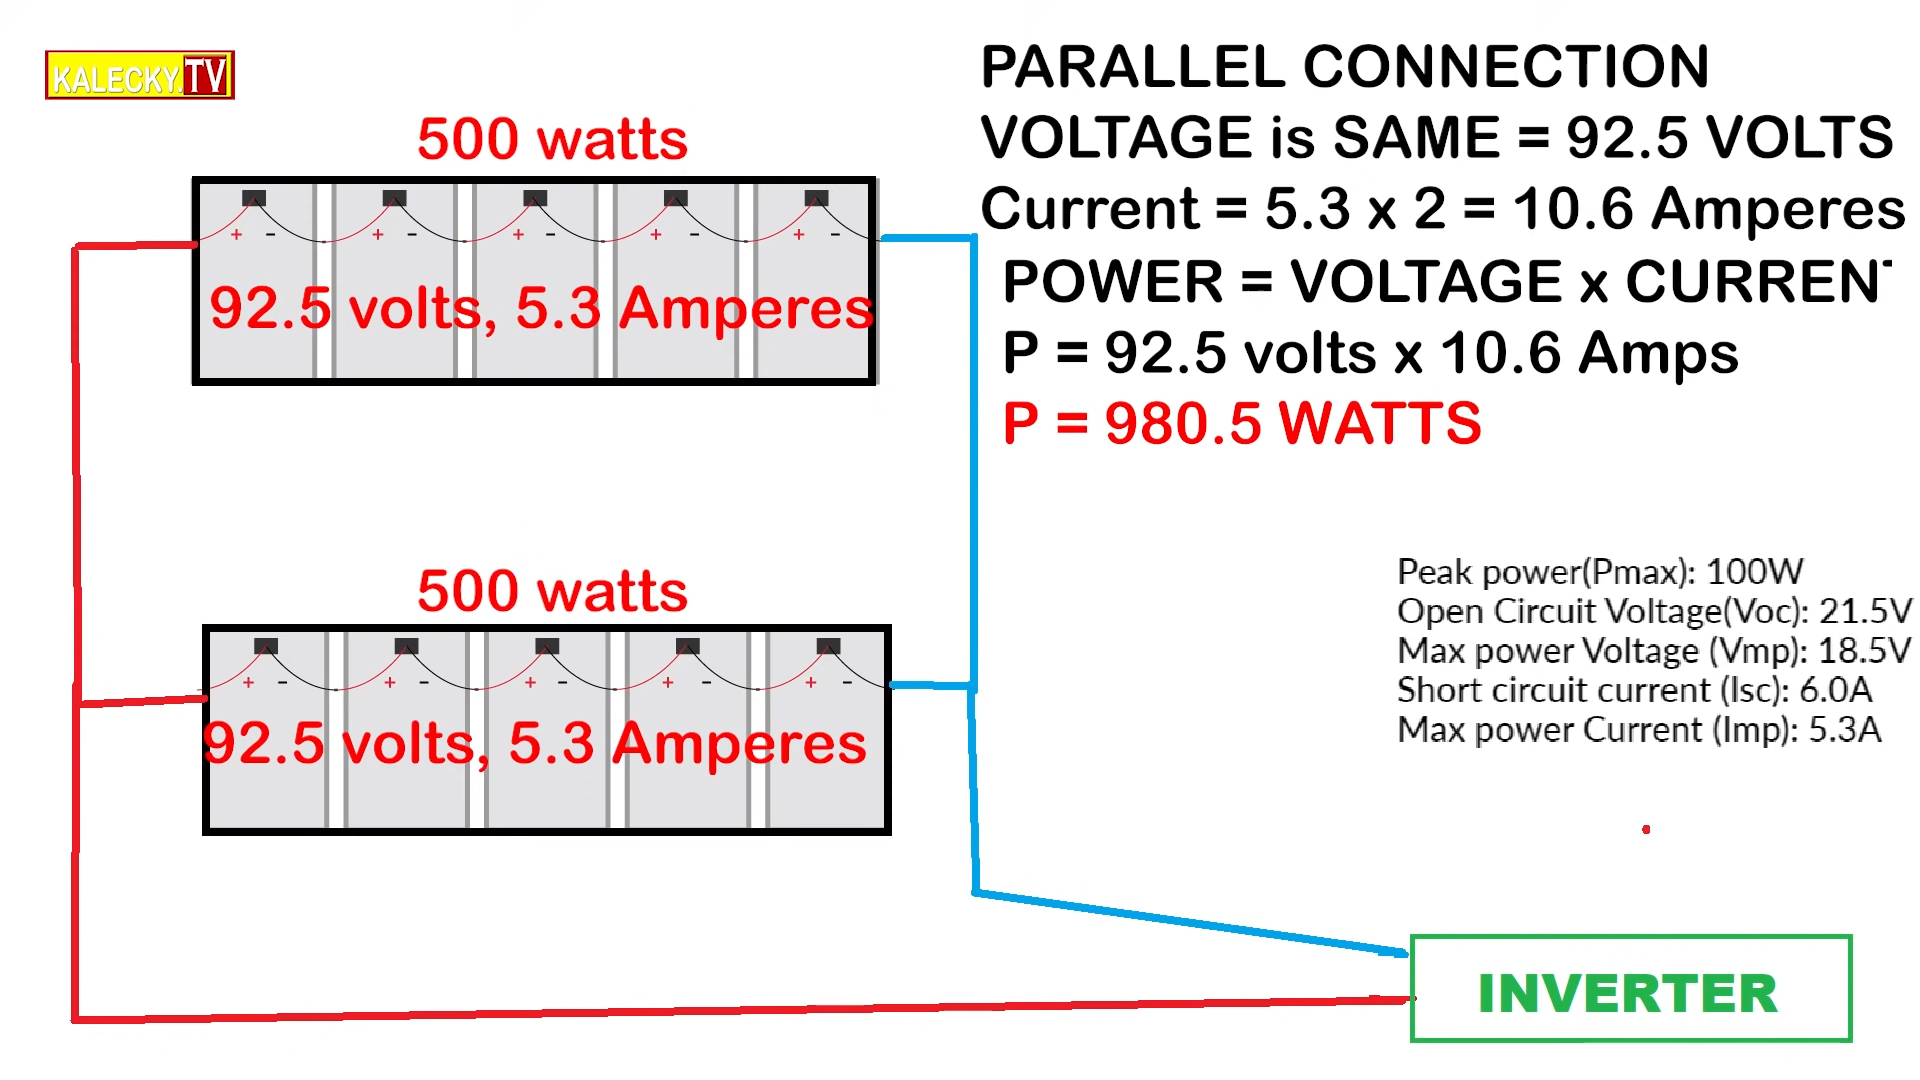 KALECKY.TV
500 watts
+ - + - + - + - + -
92.5 volts, 5.3 Amperes
500 watts
+ - + - + - + - + -
92.5 volts, 5.3 Amperes
PARALLEL CONNECTION
VOLTAGE is SAME = 92.5 VOLTS
Current = 5.3 x 2 = 10.6 Amperes
POWER = VOLTAGE x CURRENT
P = 92.5 volts x 10.6 Amps
P = 980.5 WATTS
Peak power(Pmax): 100W
Open Circuit Voltage(Voc): 21.5V
Max power Voltage (Vmp): 18.5V
Short circuit current (Isc): 6.0A
Max power Current (Imp): 5.3A
INVERTER